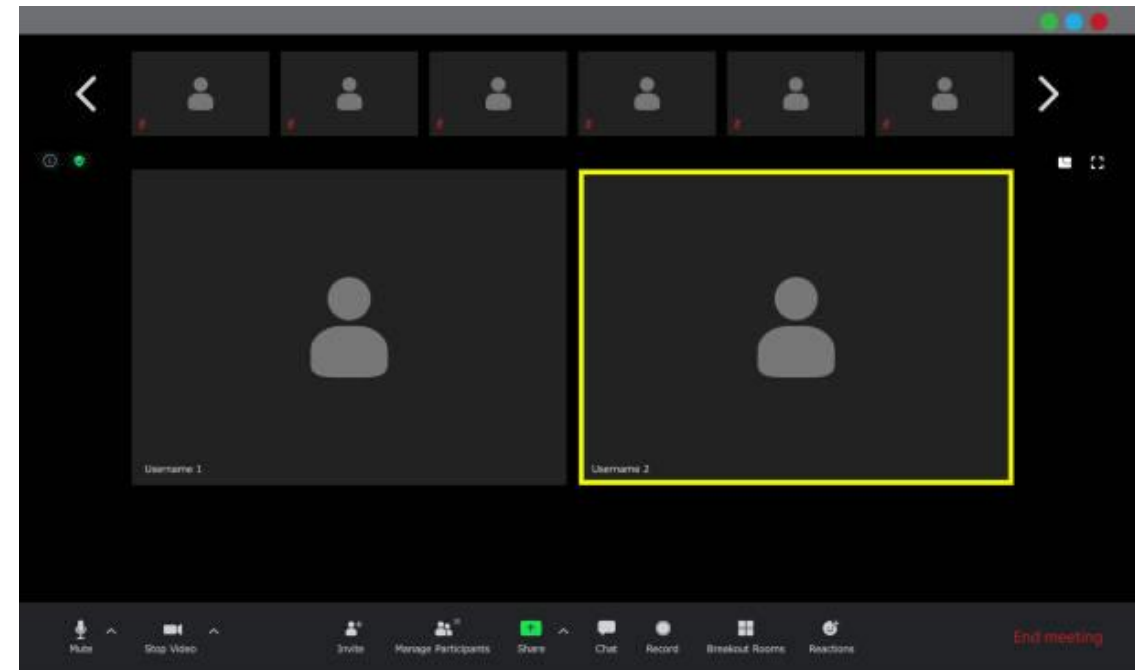 Username 1
Username 2
Mute
Stop Video
Invite
Manage Participants
Share
Chat
Record
Breakout Rooms
Reactions
End meeting